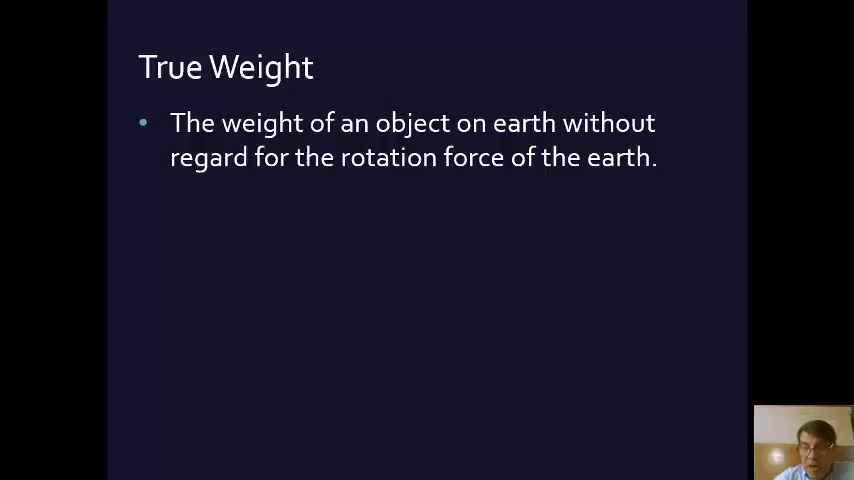 True Weight
• The weight of an object on earth without
regard for the rotation force of the earth.